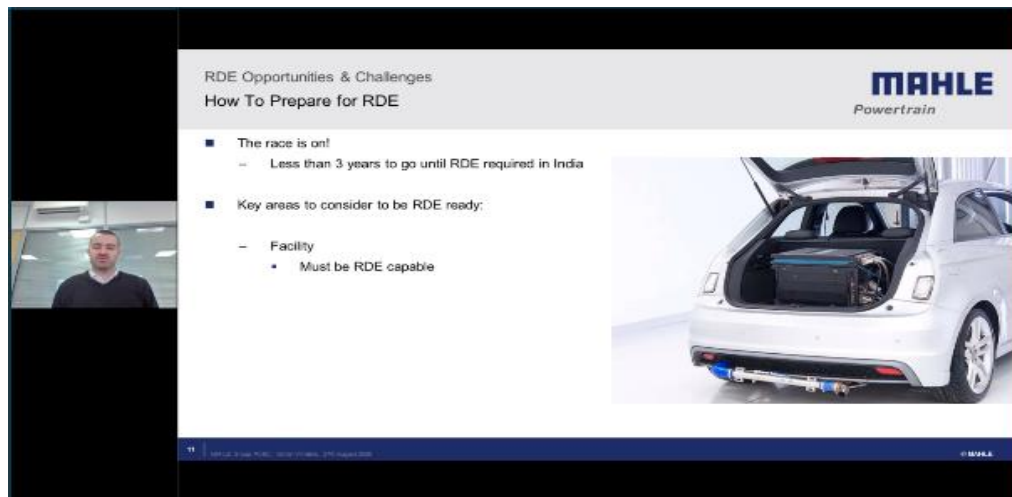 RDE Opportunities & Challenges
How To Prepare for RDE
MAHLE
Powertrain
■ The race is on!
– Less than 3 years to go until RDE required in India
■ Key areas to consider to be RDE ready:
– Facility
▪ Must be RDE capable
11
© MAHLE